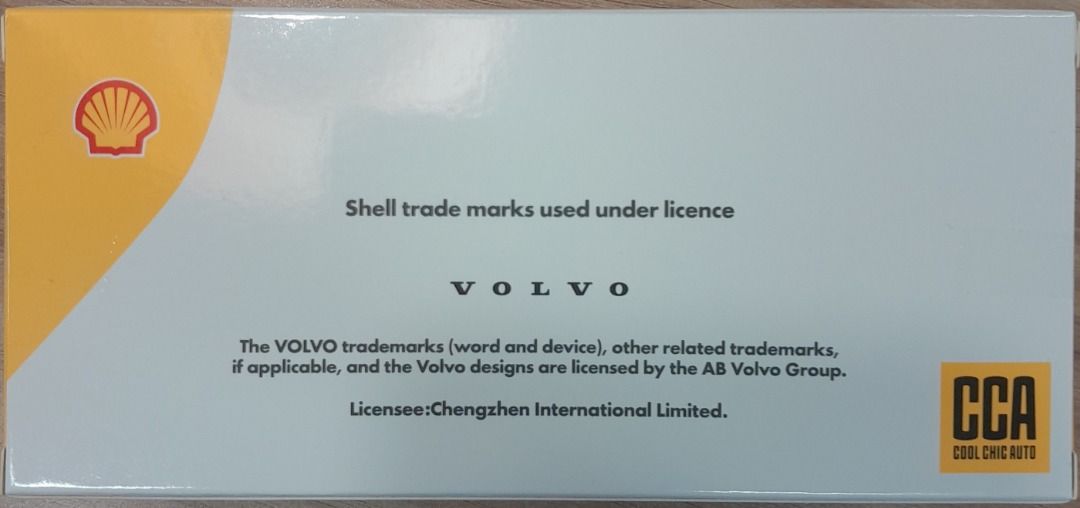 Shell trade marks used under licence
VOLVO
The VOLVO trademarks (word and device), other related trademarks,
if applicable, and the Volvo designs are licensed by the AB Volvo Group.
Licensee:Chengzhen International Limited.
CCA
COOL CHIC AUTO